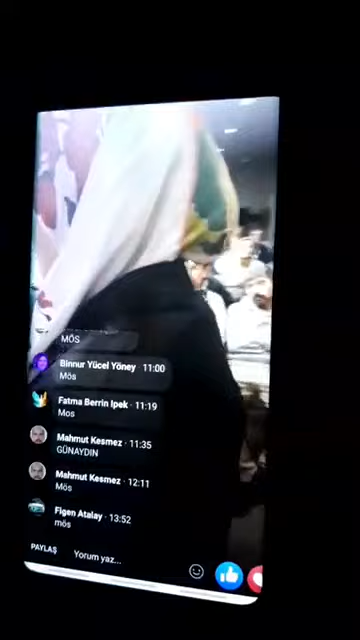 MÖS
Binnur Yücel Yöney 11:00
Mös
Fatma Berrin Ipek · 11:19
Mos
Mahmut Kesmez · 11:35
GÜNAYDIN
Mahmut Kesmez · 12:11
Mös
Figen Atalay · 13:52
mös
PAYLAŞ Yorum yaz...